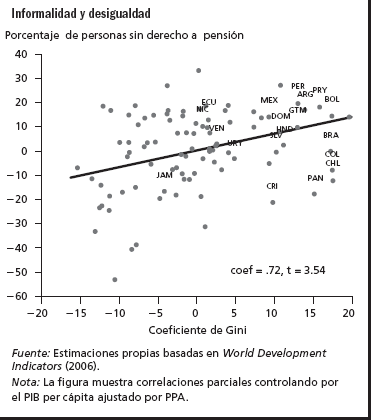 Informalidad y desigualdad
Porcentaje de personas sin derecho a pensión
40
30
20
10
0
−10
−20
−30
−40
−50
−60
PER
ARG
PRY
MEX
BOL
ECU
NIC
GTM
DOM
VEN
HND
SLV
BRA
URY
COL
CHL
JAM
PAN
CRI
coef = .72, t = 3.54
−20 −15 −10 −5 0 5 10 15 20
Coeficiente de Gini
Fuente: Estimaciones propias basadas en World Development
Indicators (2006).
Nota: La figura muestra correlaciones parciales controlando por
el PIB per cápita ajustado por PPA.